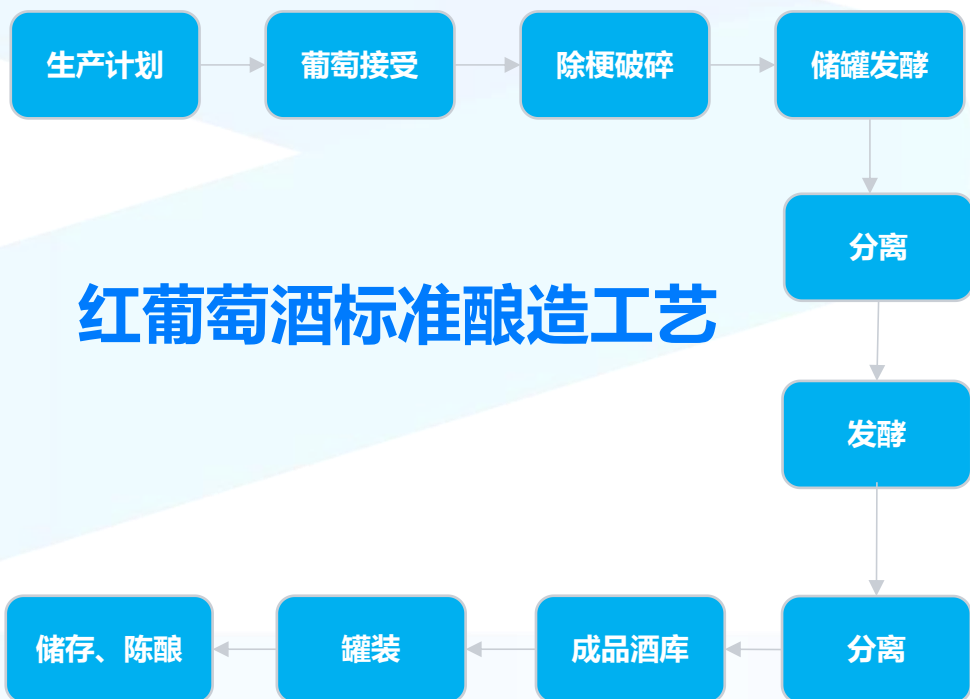 生产计划
葡萄接受
除梗破碎
储罐发酵
分离
红葡萄酒标准酿造工艺
发酵
储存、陈酿
罐装
成品酒库
分离